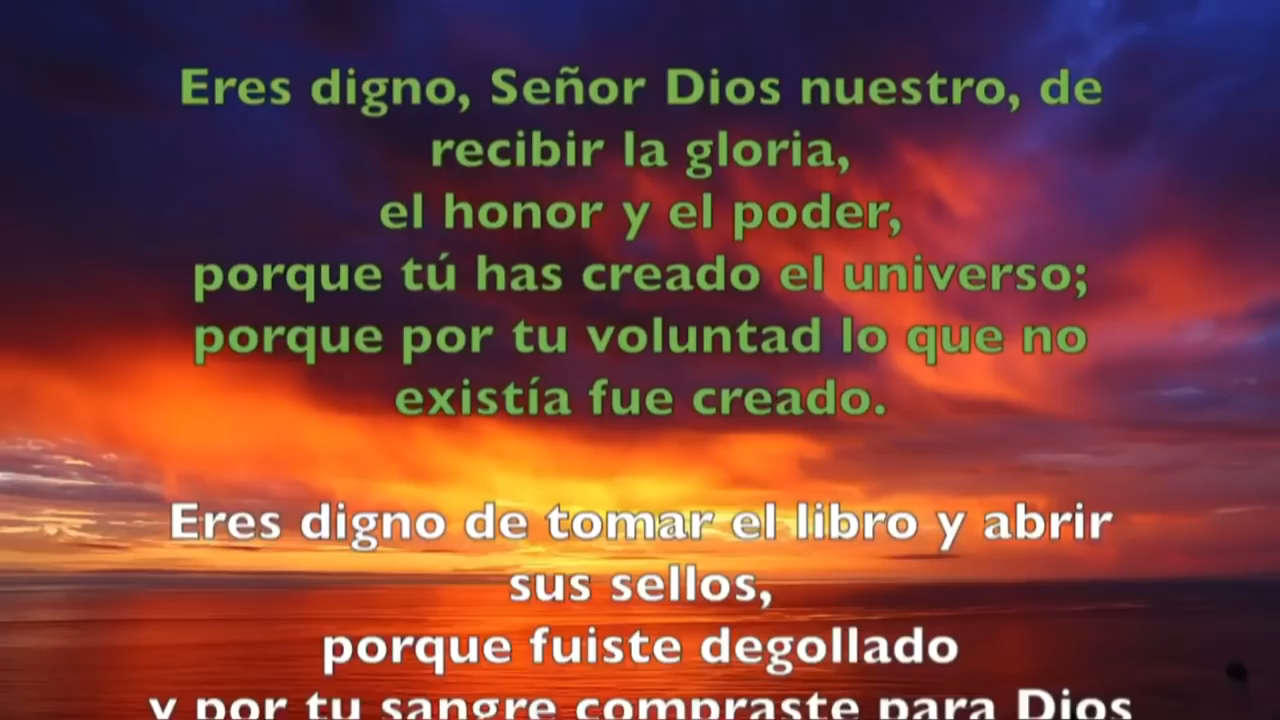 Eres digno, Señor Dios nuestro, de
recibir la gloria,
el honor y el poder,
porque tú has creado el universo;
porque por tu voluntad lo que no
existía fue creado.
Eres digno de tomar el libro y abrir
sus sellos,
porque fuiste degollado
y por tu sangre compraste para Dios